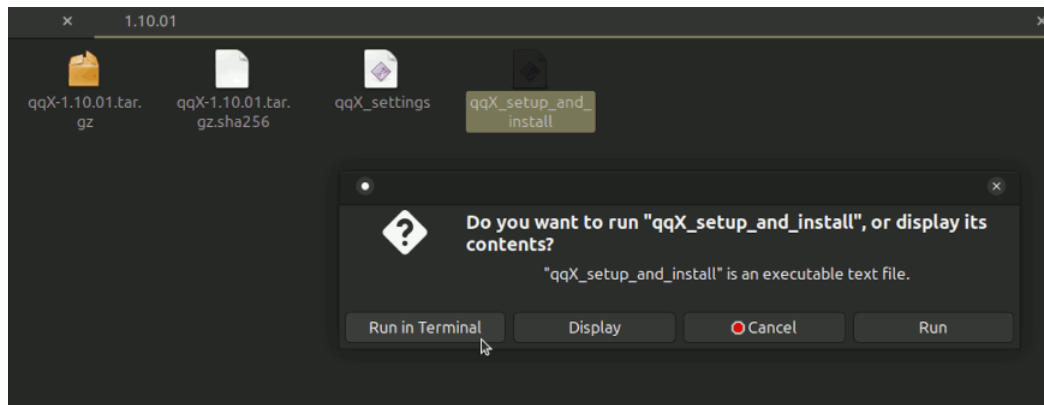 1.10.01
qqX-1.10.01.tar.
gz
qqX-1.10.01.tar.
gz.sha256
qqX_settings
qqX_setup_and_
install
Do you want to run "qqX_setup_and_install", or display its
contents?
"qqX_setup_and_install" is an executable text file.
Run in Terminal
Display
Cancel
Run